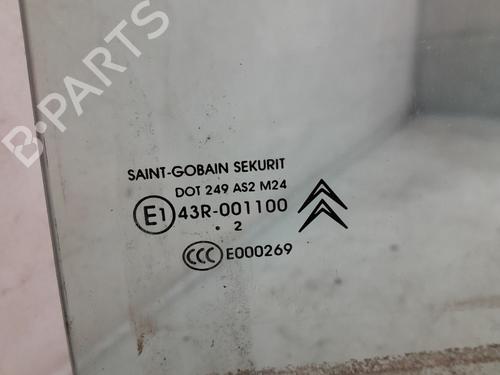 B-PARTS
SAINT-GOBAIN SEKURIT
DOT 249 AS2 M24
E1 43R-001100
. 2
CCC E000269